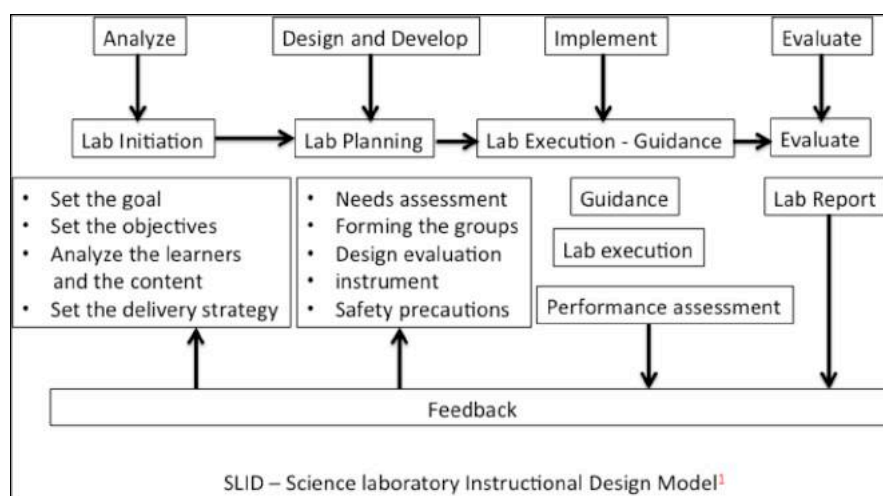 Analyze
Design and Develop
Implement
Evaluate
Lab Initiation
Lab Planning
Lab Execution - Guidance
Evaluate
• Set the goal
• Set the objectives
• Analyze the learners
and the content
• Set the delivery strategy
• Needs assessment
• Forming the groups
• Design evaluation
• instrument
• Safety precautions
Guidance
Lab execution
Performance assessment
Lab Report
Feedback
SLID – Science laboratory Instructional Design Model¹